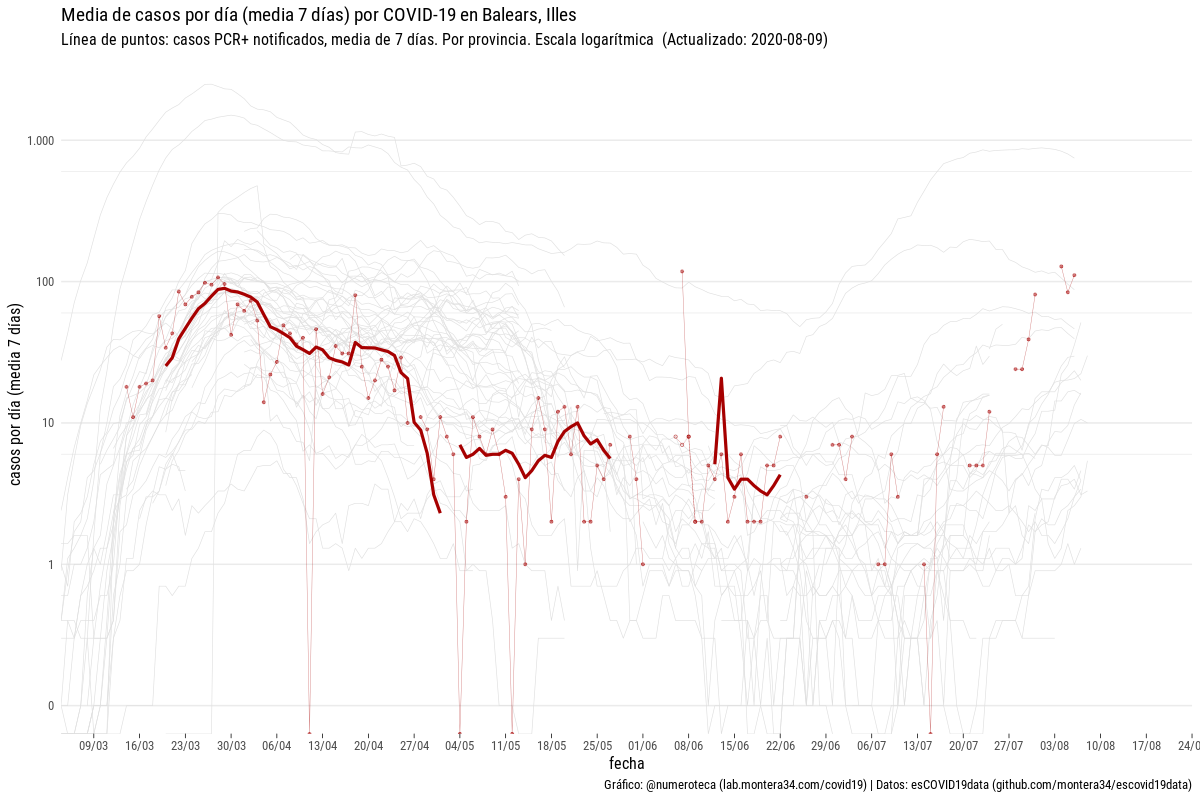 Media de casos por día (media 7 días) por COVID-19 en Balears, Illes
Línea de puntos: casos PCR+ notificados, media de 7 días. Por provincia. Escala logarítmica (Actualizado: 2020-08-09)
casos por día (media 7 días)
1.000
100
10
1
0
09/03 16/03 23/03 30/03 06/04 13/04 20/04 27/04 04/05 11/05 18/05 25/05 01/06 08/06 15/06 22/06 29/06 06/07 13/07 20/07 27/07 03/08 10/08 17/08 24/0
fecha
Gráfico: @numeroteca (lab.montera34.com/covid19) | Datos: esCOVID19data (github.com/montera34/escovid19data)